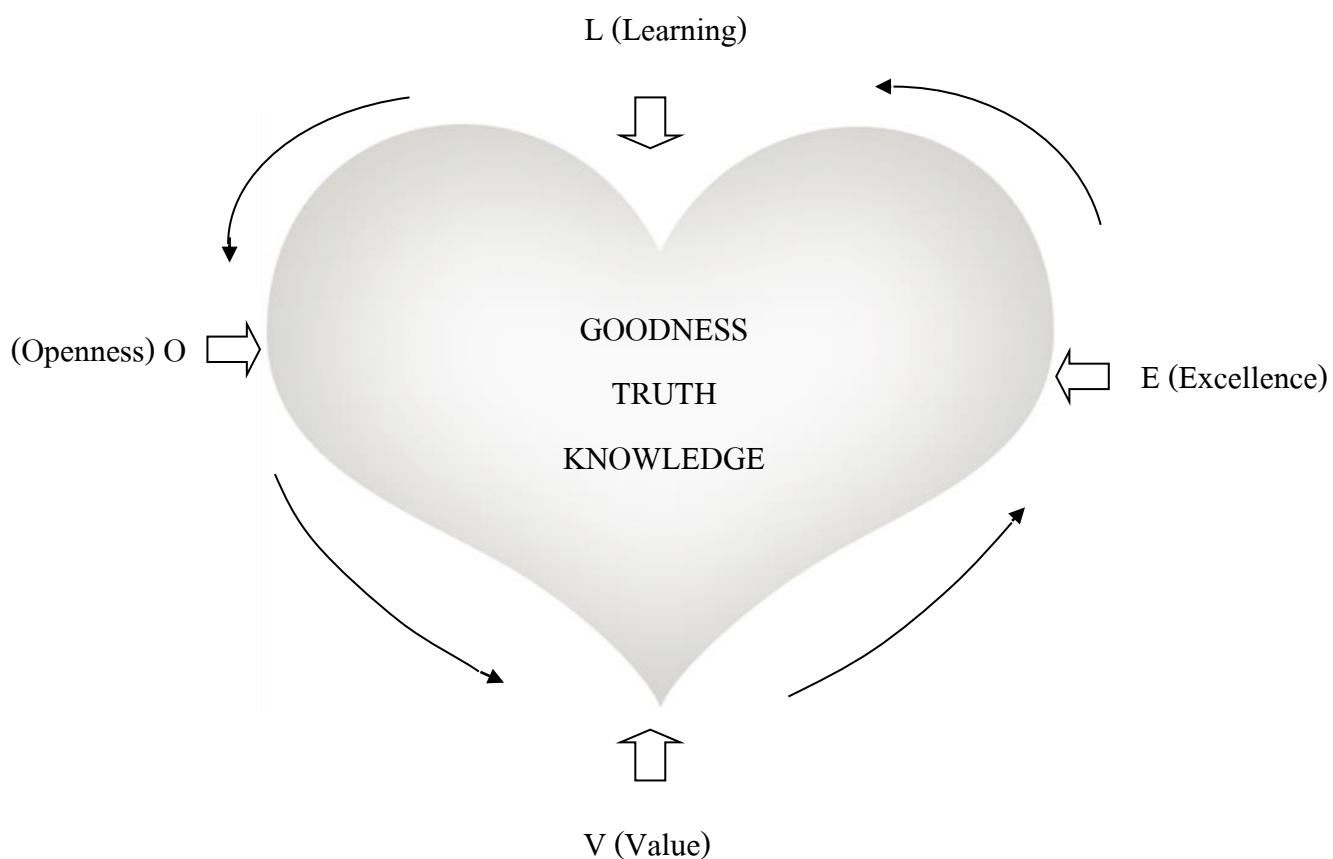 L (Learning)
GOODNESS
(Openness) O
E (Excellence)
TRUTH
KNOWLEDGE
V (Value)